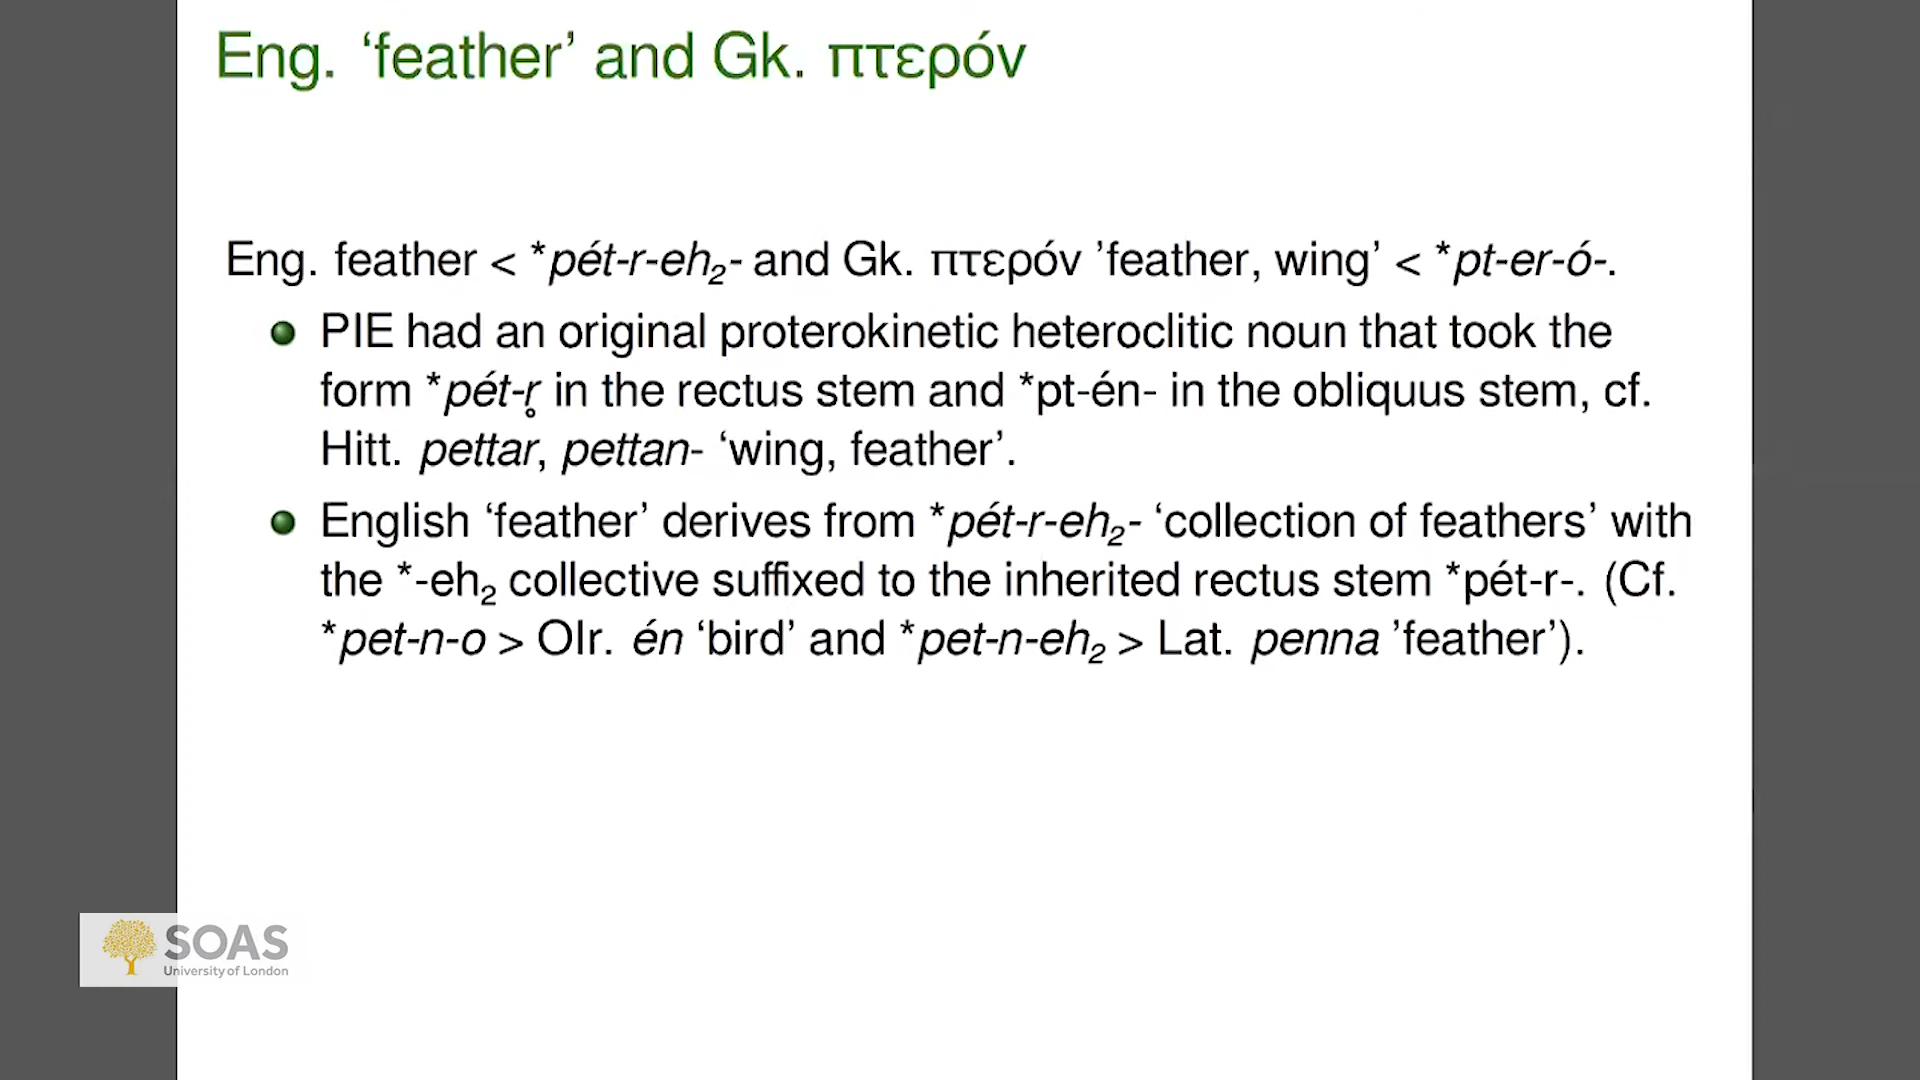 Eng. ‘feather’ and Gk. πτερόν
Eng. feather < *pét-r-eh₂- and Gk. πτερόν ’feather, wing’ < *pt-er-ó-.
PIE had an original proterokinetic heteroclitic noun that took the
form *pét-r̥ in the rectus stem and *pt-én- in the obliquus stem, cf.
Hitt. pettar, pettan- ‘wing, feather’.
English ‘feather’ derives from *pét-r-eh₂- ‘collection of feathers’ with
the *-eh₂ collective suffixed to the inherited rectus stem *pét-r-. (Cf.
*pet-n-o > OIr. én ‘bird’ and *pet-n-eh₂ > Lat. penna ’feather’).
SOAS
University of London